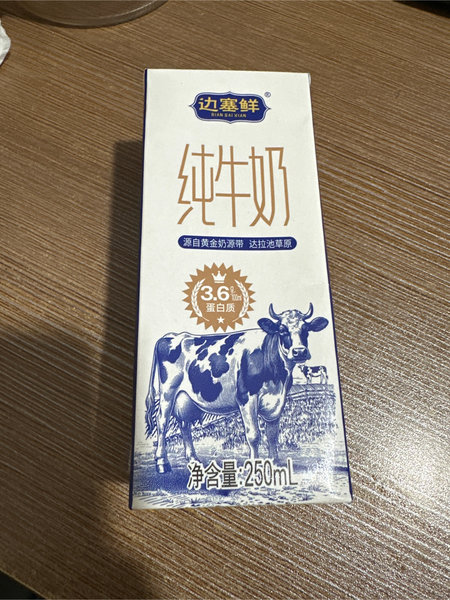 边塞鲜®
BIAN SAI XIAN
纯牛奶
源自黄金奶源带 达拉池草原
3.6g/100ml
蛋白质
净含量:250mL